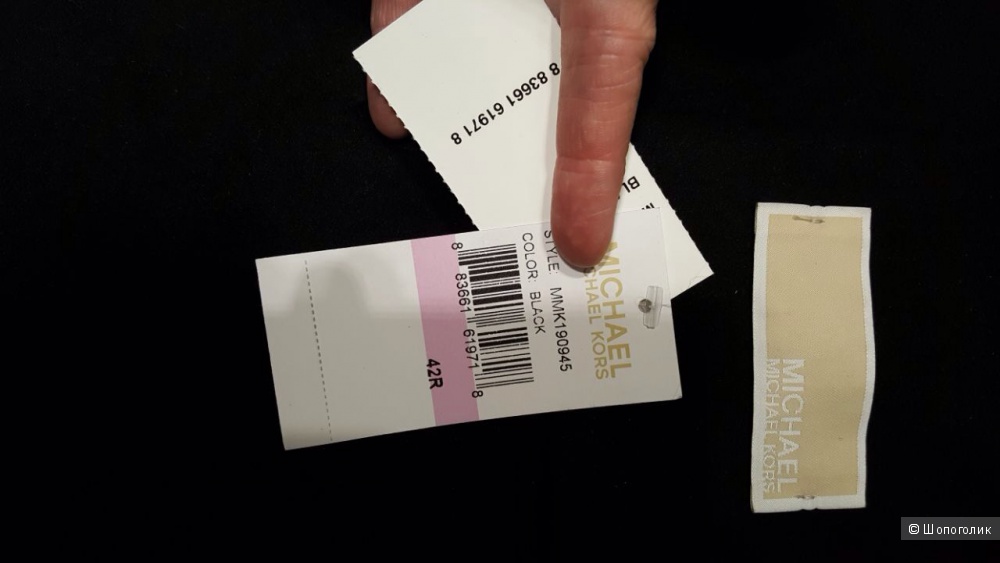 8 83661 61971 8
BL
MICHAEL
MICHAEL KORS
STYLE: MMK190945
COLOR: BLACK
8 83661 61971 8
42R
MICHAEL
MICHAEL KORS
© Шопоголик